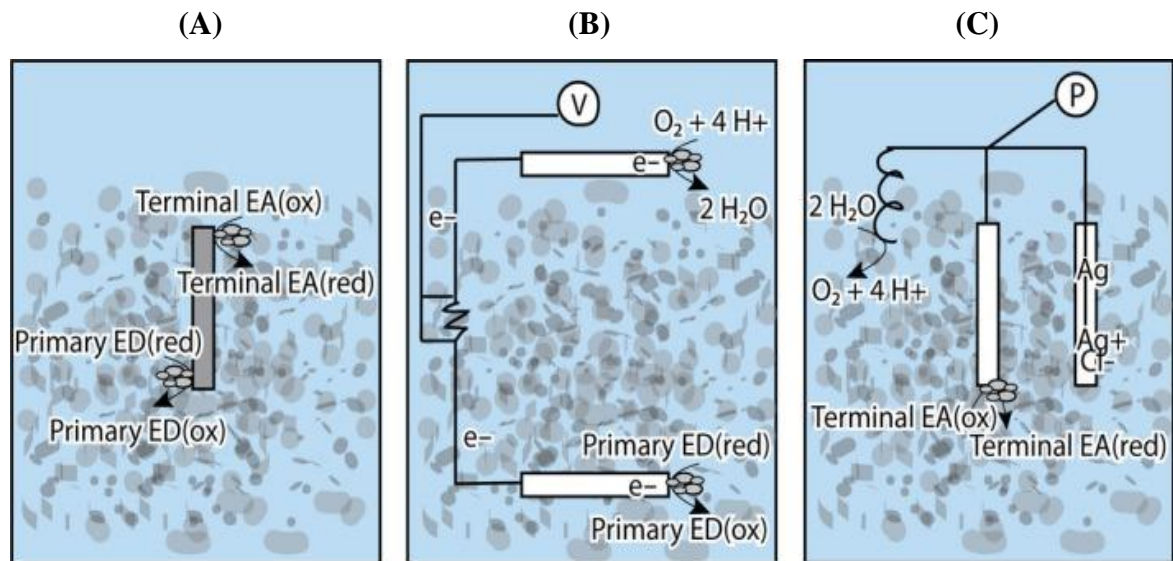 (A)
(B)
(C)
Terminal EA(ox)
Terminal EA(red)
Primary ED(red)
Primary ED(ox)
V
O₂ + 4 H+
e–
2 H₂O
e–
e–
Primary ED(red)
e–
Primary ED(ox)
P
2 H₂O
O₂ + 4 H+
Ag
Ag+
Cl–
Terminal EA(ox)
Terminal EA(red)